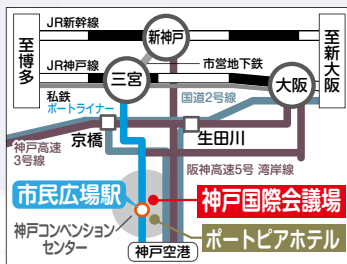 JR新幹線
新神戸
至博多
至新大阪
JR神戸線
市営地下鉄
三宮
大阪
私鉄
ポートライナー
国道2号線
京橋
生田川
神戸高速
3号線
阪神高速5号 湾岸線
市民広場駅
神戸国際会議場
神戸コンベンション
センター
ポートピアホテル
神戸空港